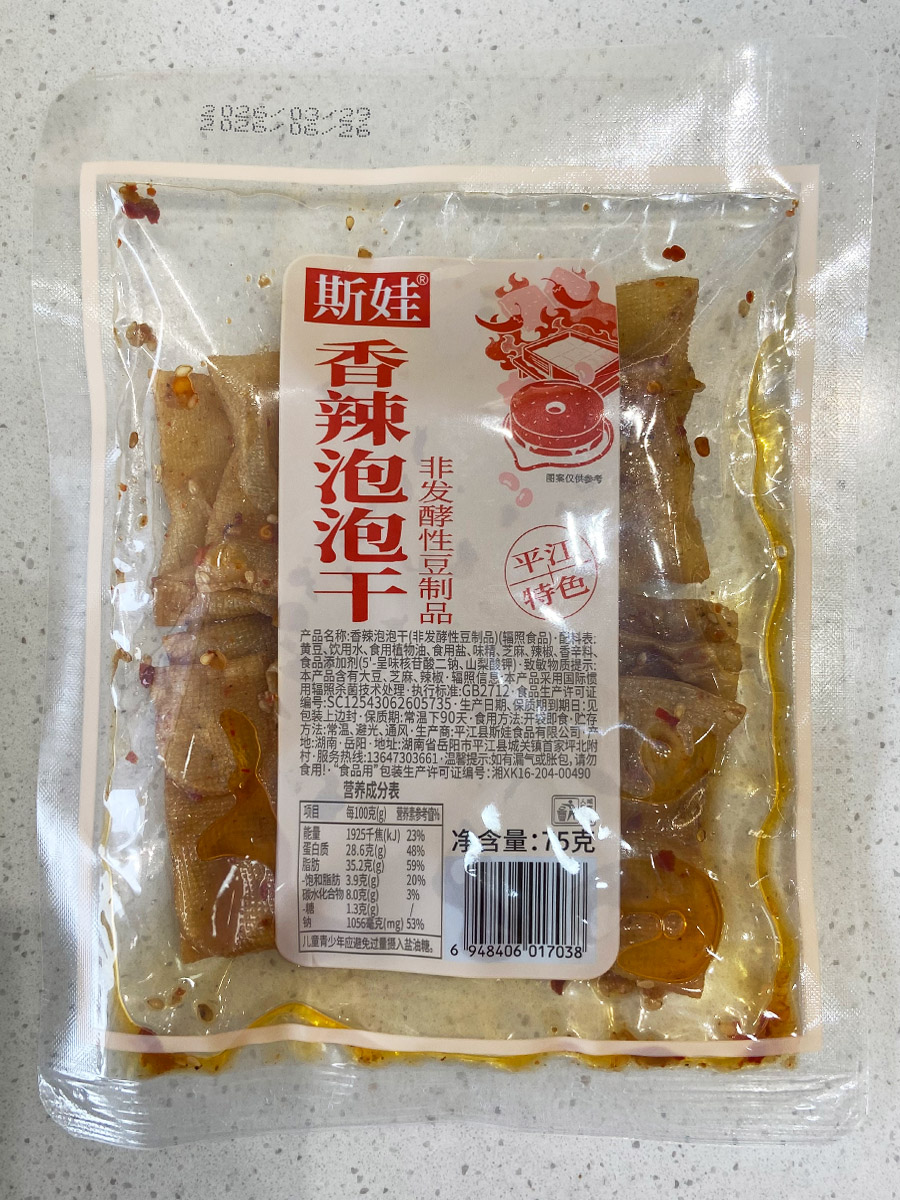 2026/03/23
2026/06/26
斯娃®
香辣泡泡干
非发酵性豆制品
图案仅供参考
平江
特色
产品名称:香辣泡泡干(非发酵性豆制品)(辐照食品)·配料表:
黄豆、饮用水、食用植物油、食用盐、味精、芝麻、辣椒、香辛料、
食品添加剂(5'-呈味核苷酸二钠、山梨酸钾)·致敏物质提示:
本产品含有大豆、芝麻、辣椒·辐照信息:本产品采用国际惯
用辐照杀菌技术处理·执行标准:GB2712·食品生产许可证
编号:SC12543062605735·生产日期、保质期到期日:见
包装上边封·保质期:常温下90天·食用方法:开袋即食·贮存
方法:常温、避光、通风·生产商:平江县斯娃食品有限公司·产
地:湖南·岳阳·地址:湖南省岳阳市平江县城关镇首家坪北附
村·服务热线:13647303661·温馨提示:如有漏气或胀包,请勿
食用!·"食品用"包装生产许可证编号:湘XK16-204-00490
营养成分表
项目 每100克(g) 营养素参考值%
能量 1925千焦(kJ) 23%
蛋白质 28.6克(g) 48%
脂肪 35.2克(g) 59%
-饱和脂肪 3.9克(g) 20%
碳水化合物 8.0克(g) 3%
-糖 1.3克(g) /
钠 1056毫克(mg) 53%
儿童青少年应避免过量摄入盐油糖。
净含量:75克
6 948406 017038